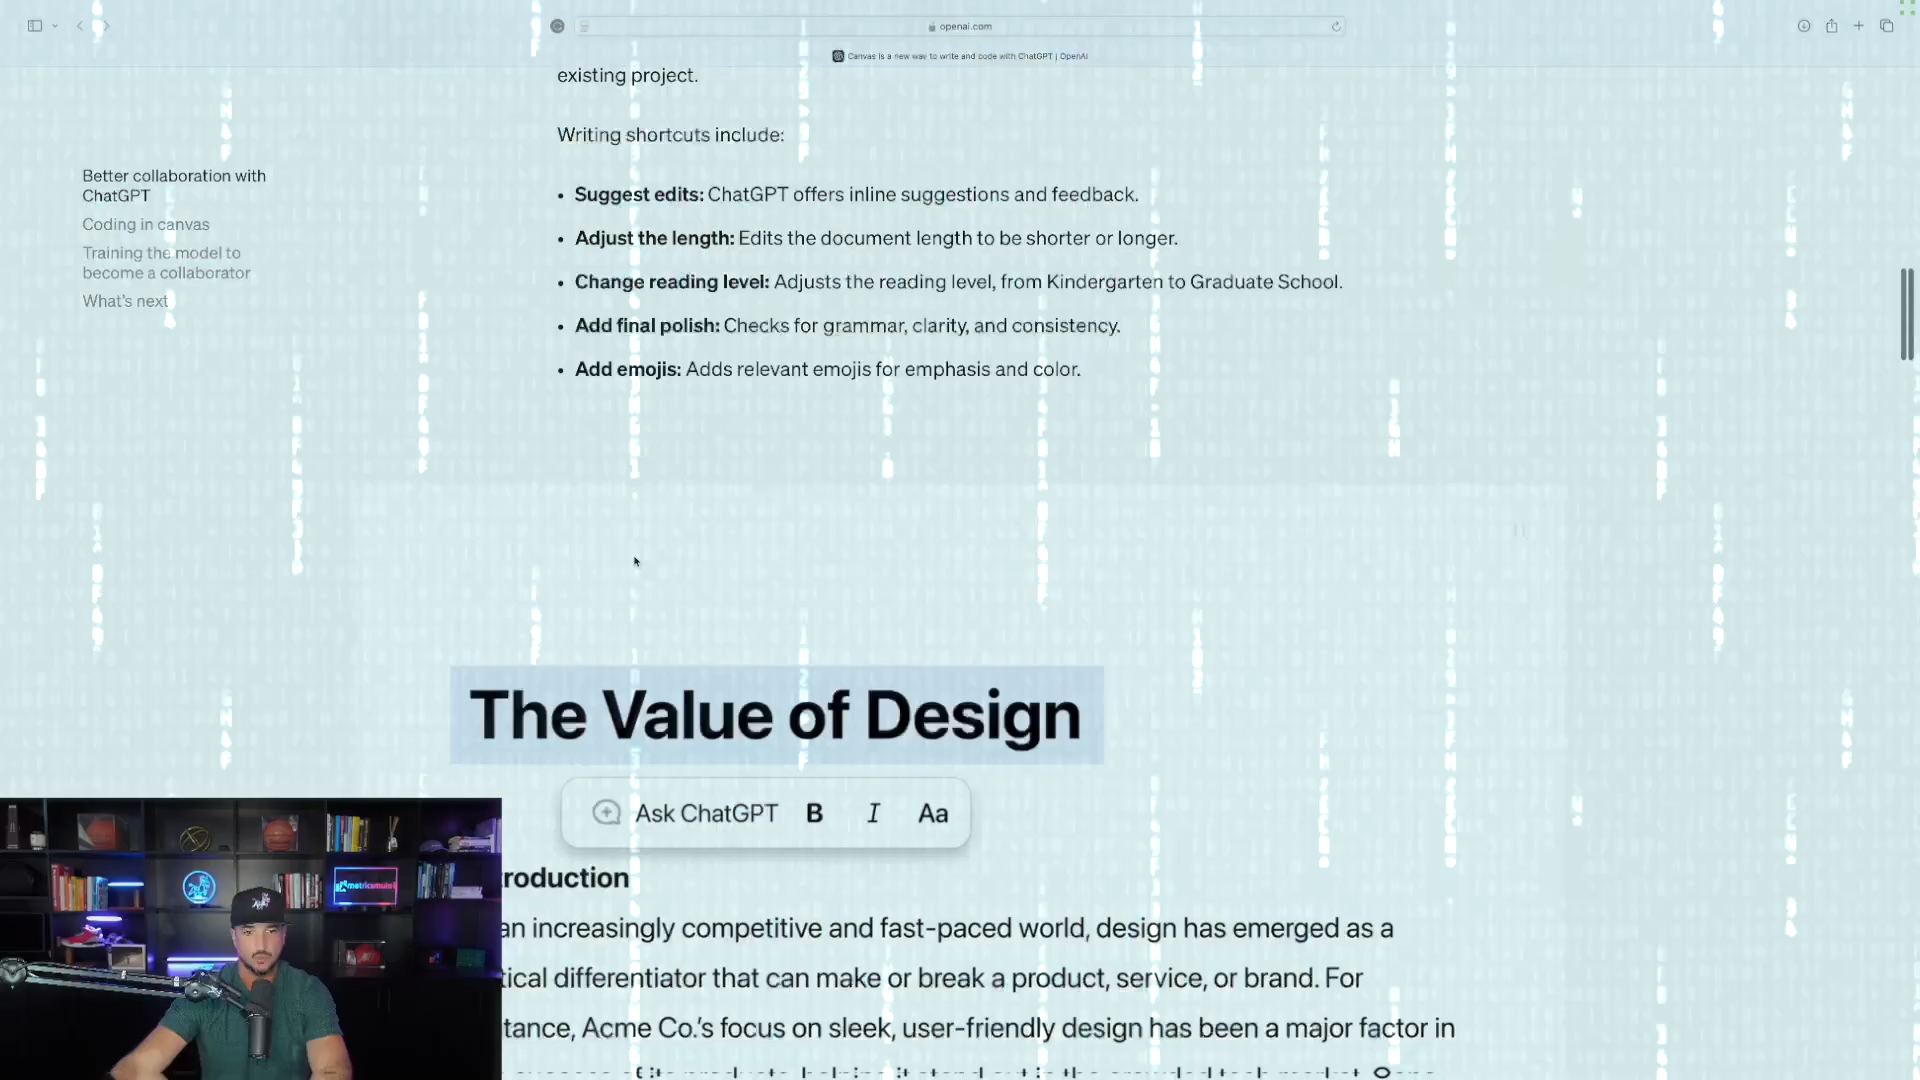 openai.com
Canvas is a new way to write and code with ChatGPT | OpenAI
existing project.
Writing shortcuts include:
Better collaboration with
ChatGPT
Coding in canvas
Training the model to
become a collaborator
What's next
• Suggest edits: ChatGPT offers inline suggestions and feedback.
• Adjust the length: Edits the document length to be shorter or longer.
• Change reading level: Adjusts the reading level, from Kindergarten to Graduate School.
• Add final polish: Checks for grammar, clarity, and consistency.
• Add emojis: Adds relevant emojis for emphasis and color.
The Value of Design
Ask ChatGPT B I Aa
roduction
an increasingly competitive and fast-paced world, design has emerged as a
tical differentiator that can make or break a product, service, or brand. For
tance, Acme Co.'s focus on sleek, user-friendly design has been a major factor in